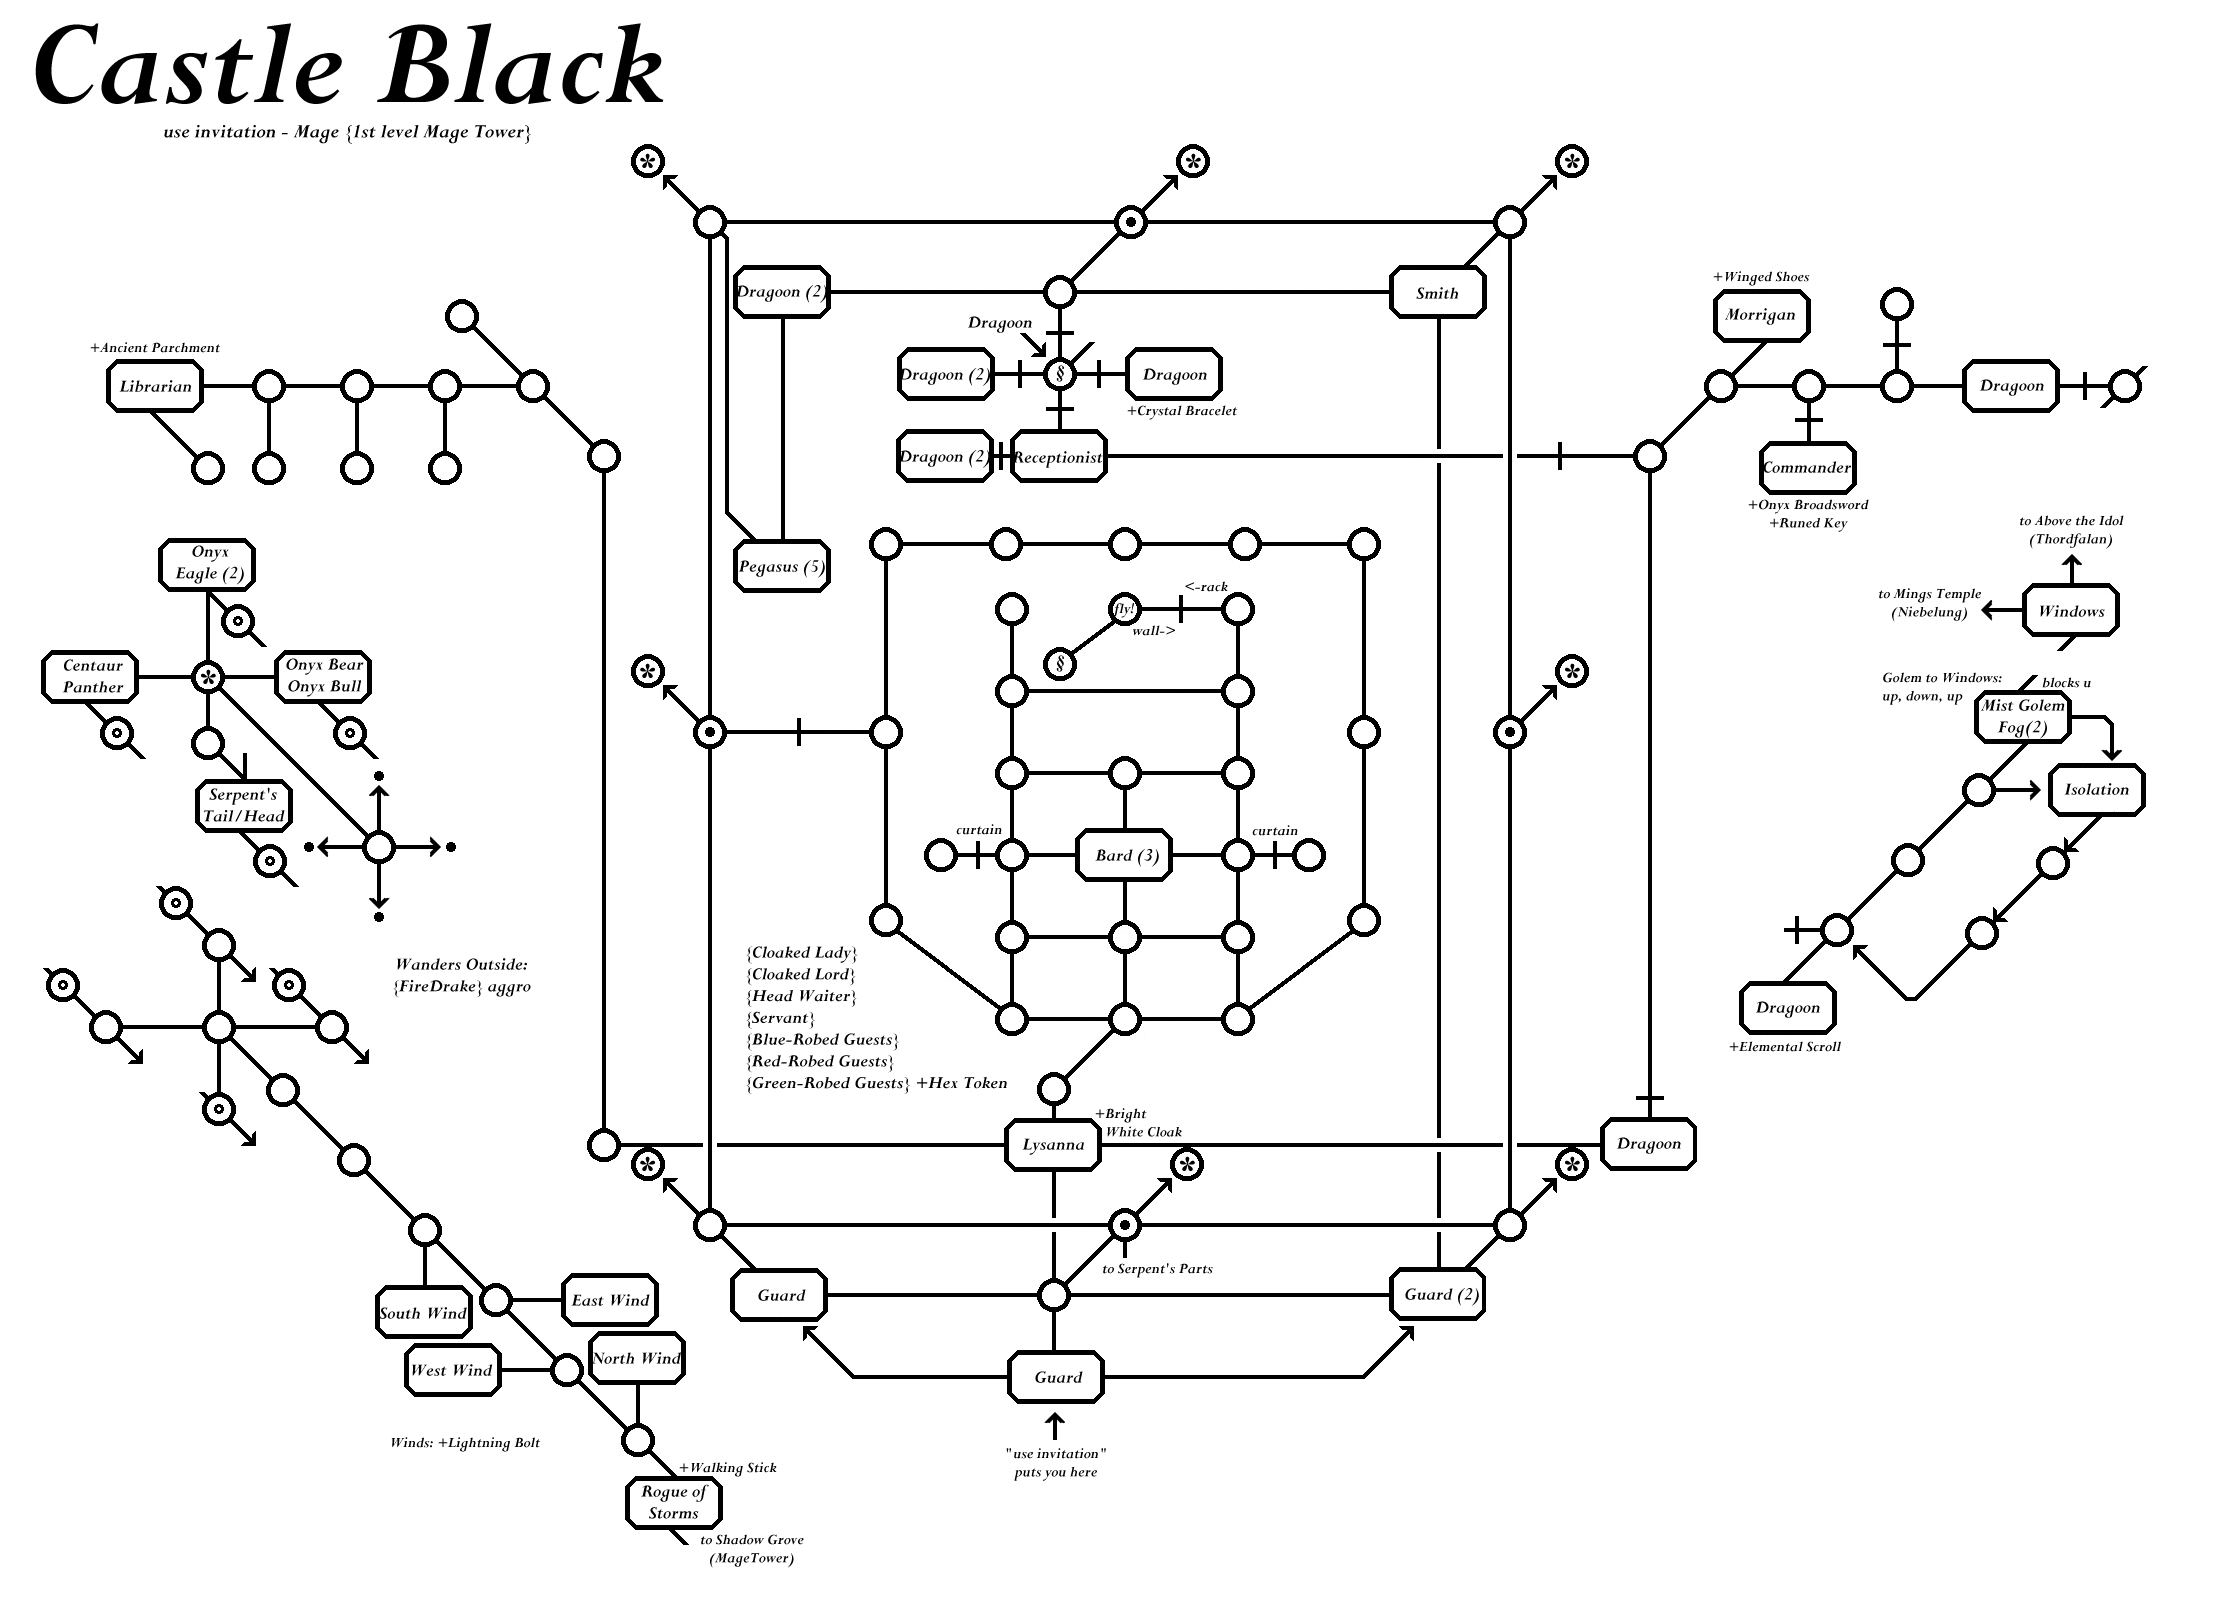 Castle Black
use invitation - Mage {1st level Mage Tower}
*
*
*
Dragoon (2)
Smith
+Winged Shoes
Morrigan
Dragoon
+Ancient Parchment
Librarian
Dragoon (2)
§
Dragoon
+Crystal Bracelet
Dragoon
Dragoon (2)
Receptionist
Commander
+Onyx Broadsword
+Runed Key
to Above the Idol
(Thordfalan)
Onyx
Eagle (2)
Pegasus (5)
<-rack
fly!
wall->
§
to Mings Temple
(Niebelung)
Windows
Centaur
Panther
*
Onyx Bear
Onyx Bull
*
*
Golem to Windows:
up, down, up
blocks u
Mist Golem
Fog(2)
Serpent's
Tail/Head
Isolation
curtain
Bard (3)
curtain
Wanders Outside:
{FireDrake} aggro
{Cloaked Lady}
{Cloaked Lord}
{Head Waiter}
{Servant}
{Blue-Robed Guests}
{Red-Robed Guests}
{Green-Robed Guests} +Hex Token
Dragoon
+Elemental Scroll
+Bright
White Cloak
Lysanna
Dragoon
*
*
*
to Serpent's Parts
South Wind
East Wind
Guard
Guard (2)
West Wind
North Wind
Guard
Winds: +Lightning Bolt
"use invitation"
puts you here
+Walking Stick
Rogue of
Storms
to Shadow Grove
(MageTower)